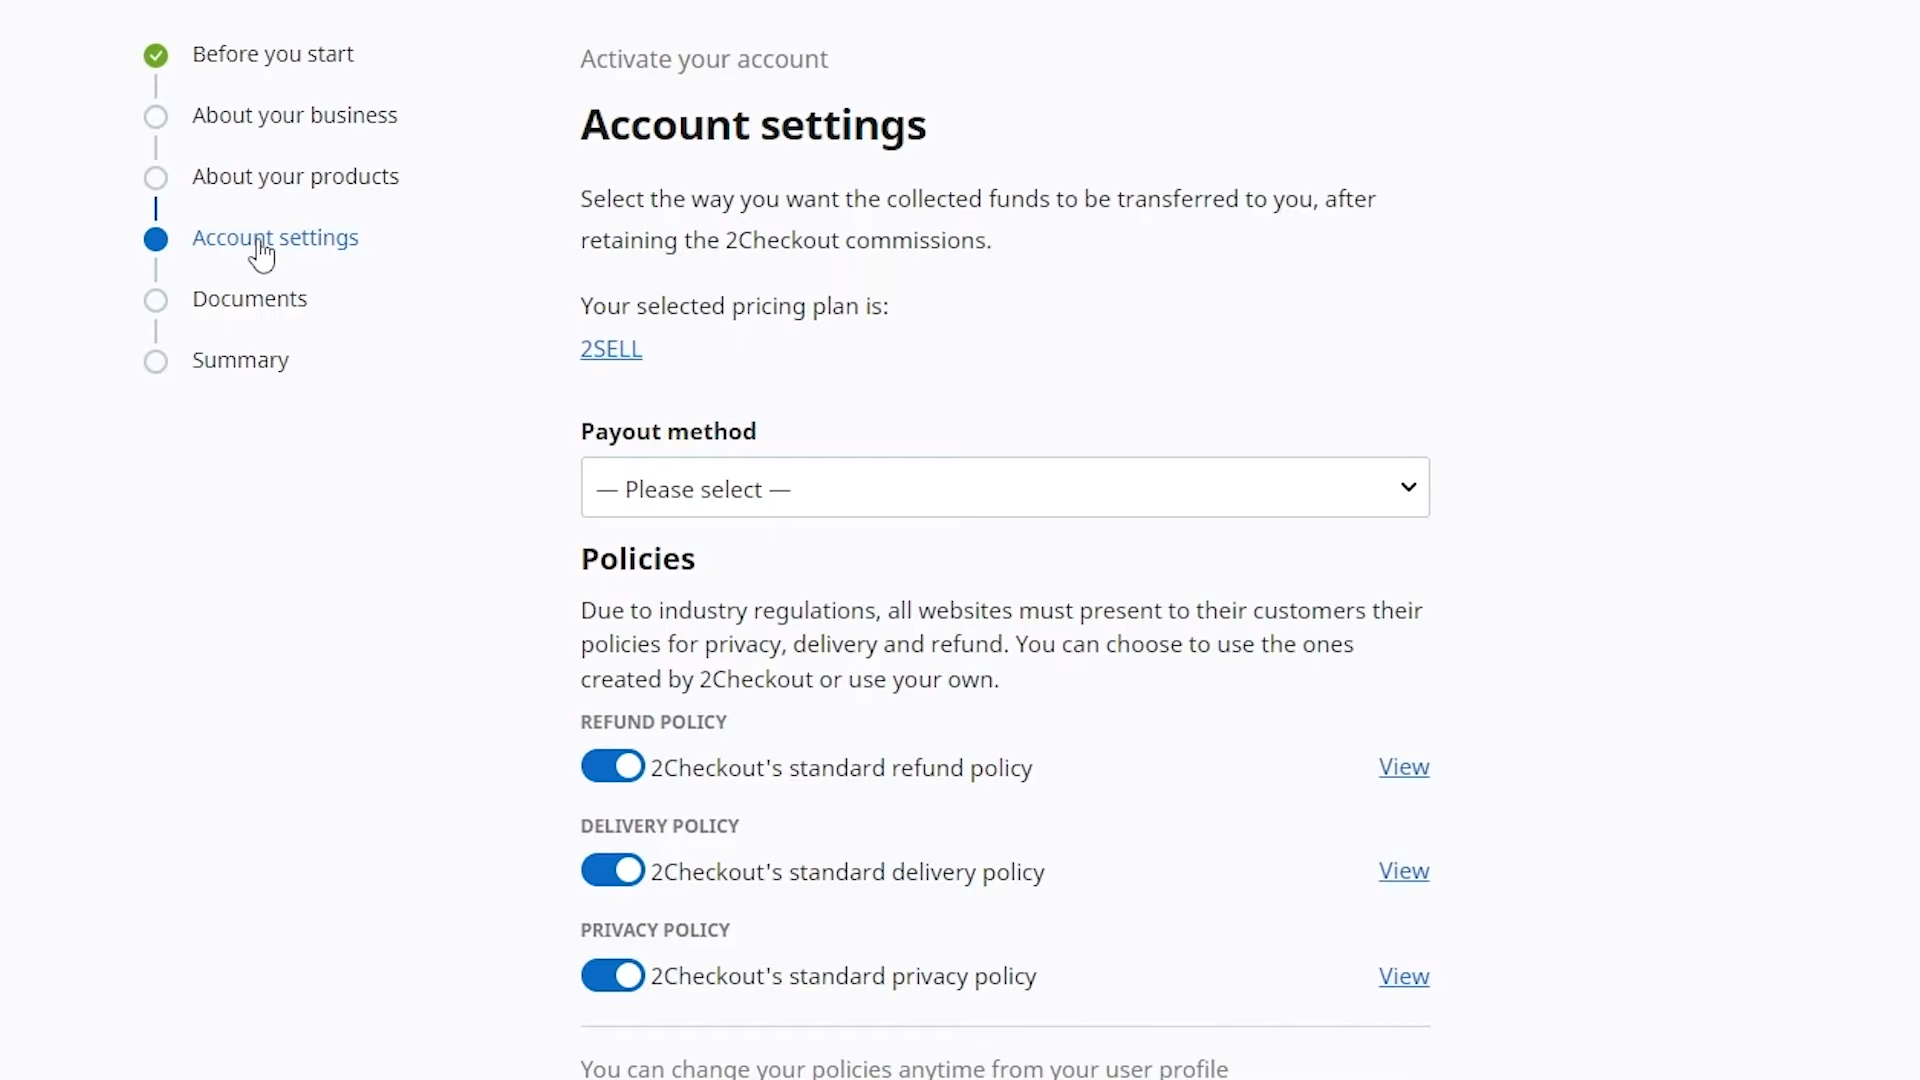 Before you start
About your business
About your products
Account settings
Documents
Summary
Activate your account
Account settings
Select the way you want the collected funds to be transferred to you, after
retaining the 2Checkout commissions.
Your selected pricing plan is:
2SELL
Payout method
— Please select —
Policies
Due to industry regulations, all websites must present to their customers their
policies for privacy, delivery and refund. You can choose to use the ones
created by 2Checkout or use your own.
REFUND POLICY
2Checkout's standard refund policy View
DELIVERY POLICY
2Checkout's standard delivery policy View
PRIVACY POLICY
2Checkout's standard privacy policy View
You can change your policies anytime from your user profile